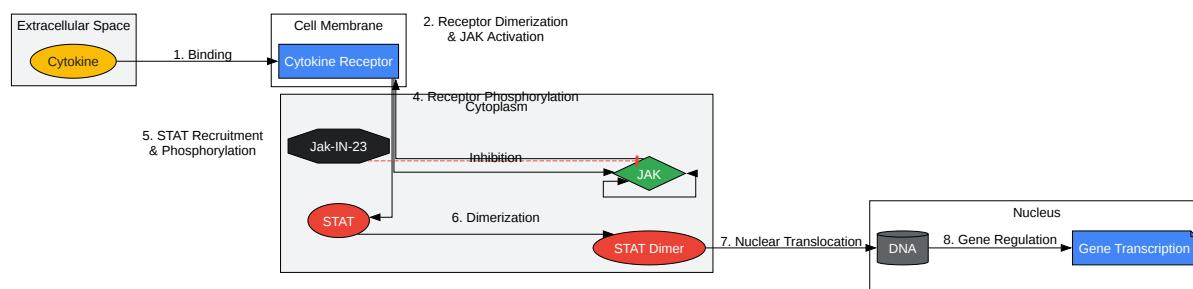 Extracellular Space
Cytokine
1. Binding
Cell Membrane
Cytokine Receptor
2. Receptor Dimerization
& JAK Activation
4. Receptor Phosphorylation
Cytoplasm
5. STAT Recruitment
& Phosphorylation
Jak-IN-23
Inhibition
JAK
STAT
6. Dimerization
STAT Dimer
7. Nuclear Translocation
Nucleus
DNA
8. Gene Regulation
Gene Transcription